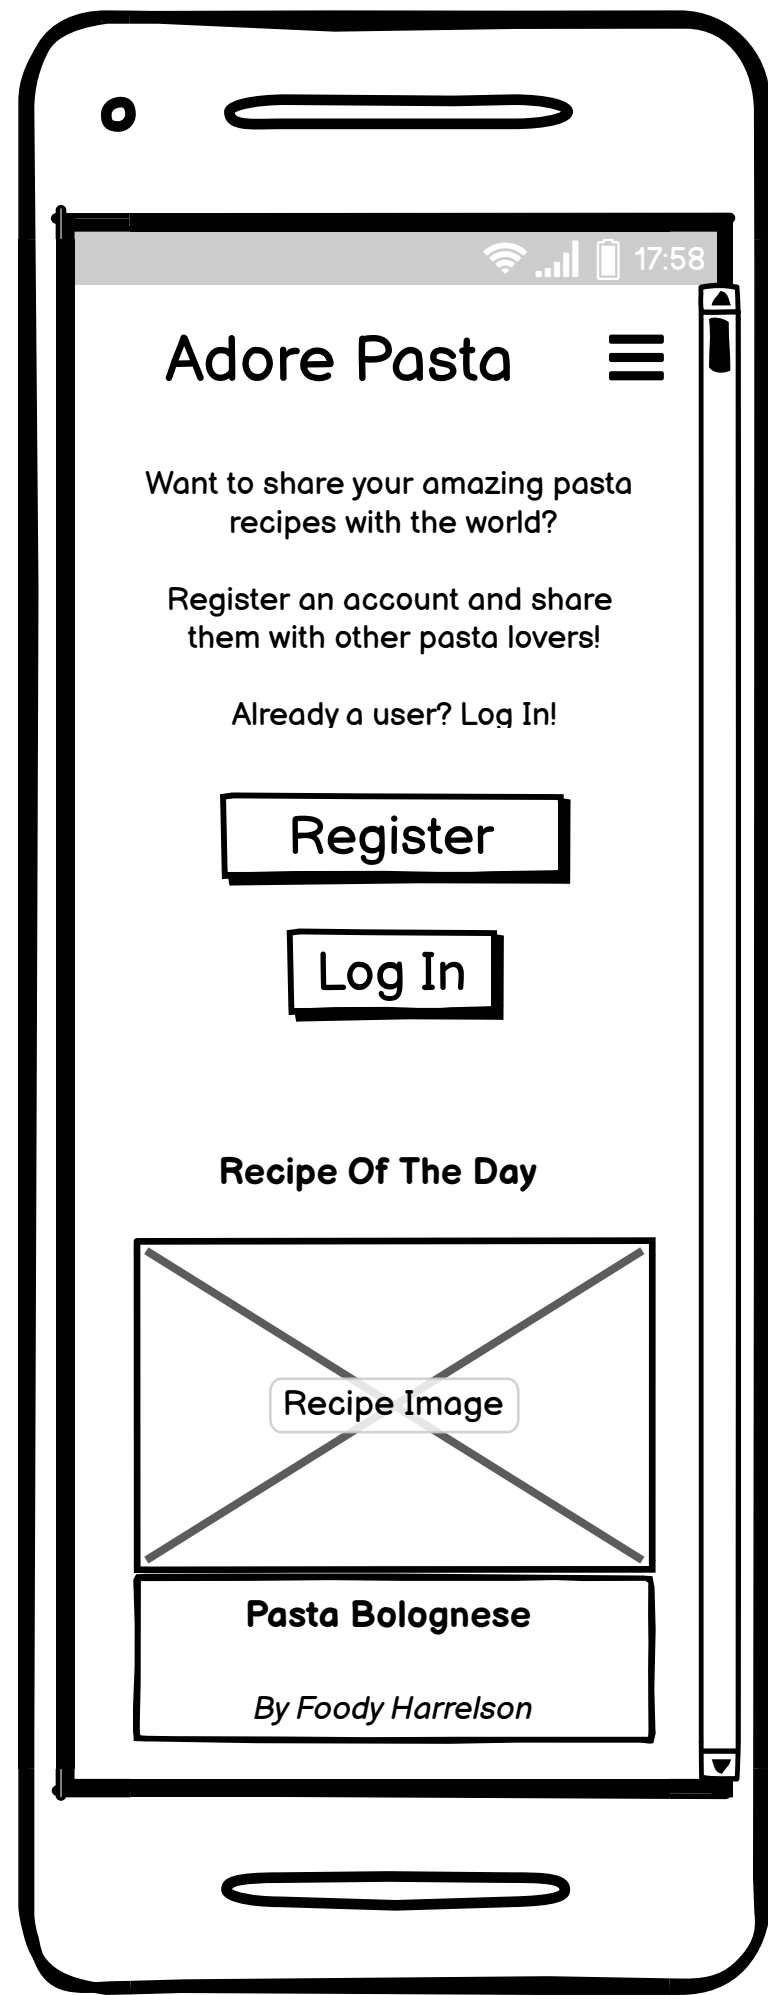 17:58
Adore Pasta
Want to share your amazing pasta
recipes with the world?
Register an account and share
them with other pasta lovers!
Already a user? Log In!
Register
Log In
Recipe Of The Day
Recipe Image
Pasta Bolognese
By Foody Harrelson